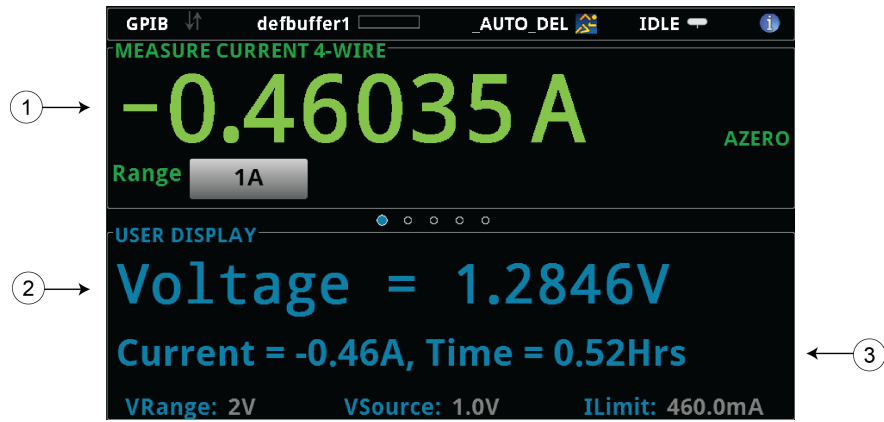 GPIB defbuffer1 _AUTO_DEL IDLE i
MEASURE CURRENT 4-WIRE
1 -0.46035 A
AZERO
Range 1A
USER DISPLAY
2 Voltage = 1.2846V
Current = -0.46A, Time = 0.52Hrs 3
VRange: 2V VSource: 1.0V ILimit: 460.0mA